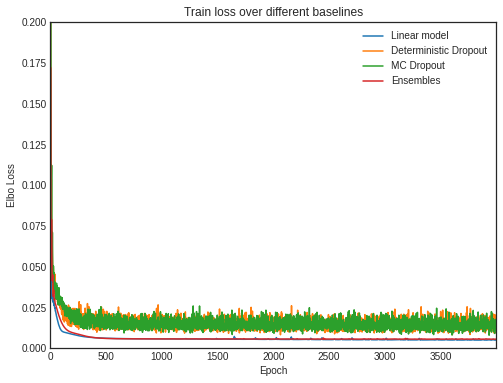 Train loss over different baselines
Linear model
Deterministic Dropout
MC Dropout
Ensembles
Elbo Loss
0.200
0.175
0.150
0.125
0.100
0.075
0.050
0.025
0.000
0
500
1000
1500
2000
2500
3000
3500
Epoch